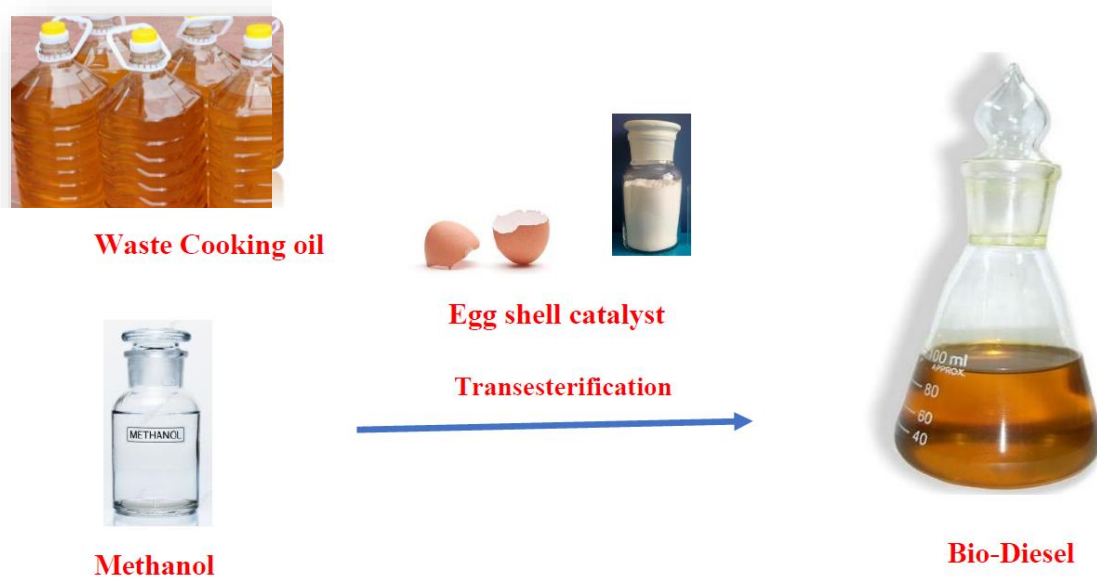 Waste Cooking oil
Egg shell catalyst
Transesterification
METHANOL
Methanol
100 ml
APPROX.
80
60
40
Bio-Diesel